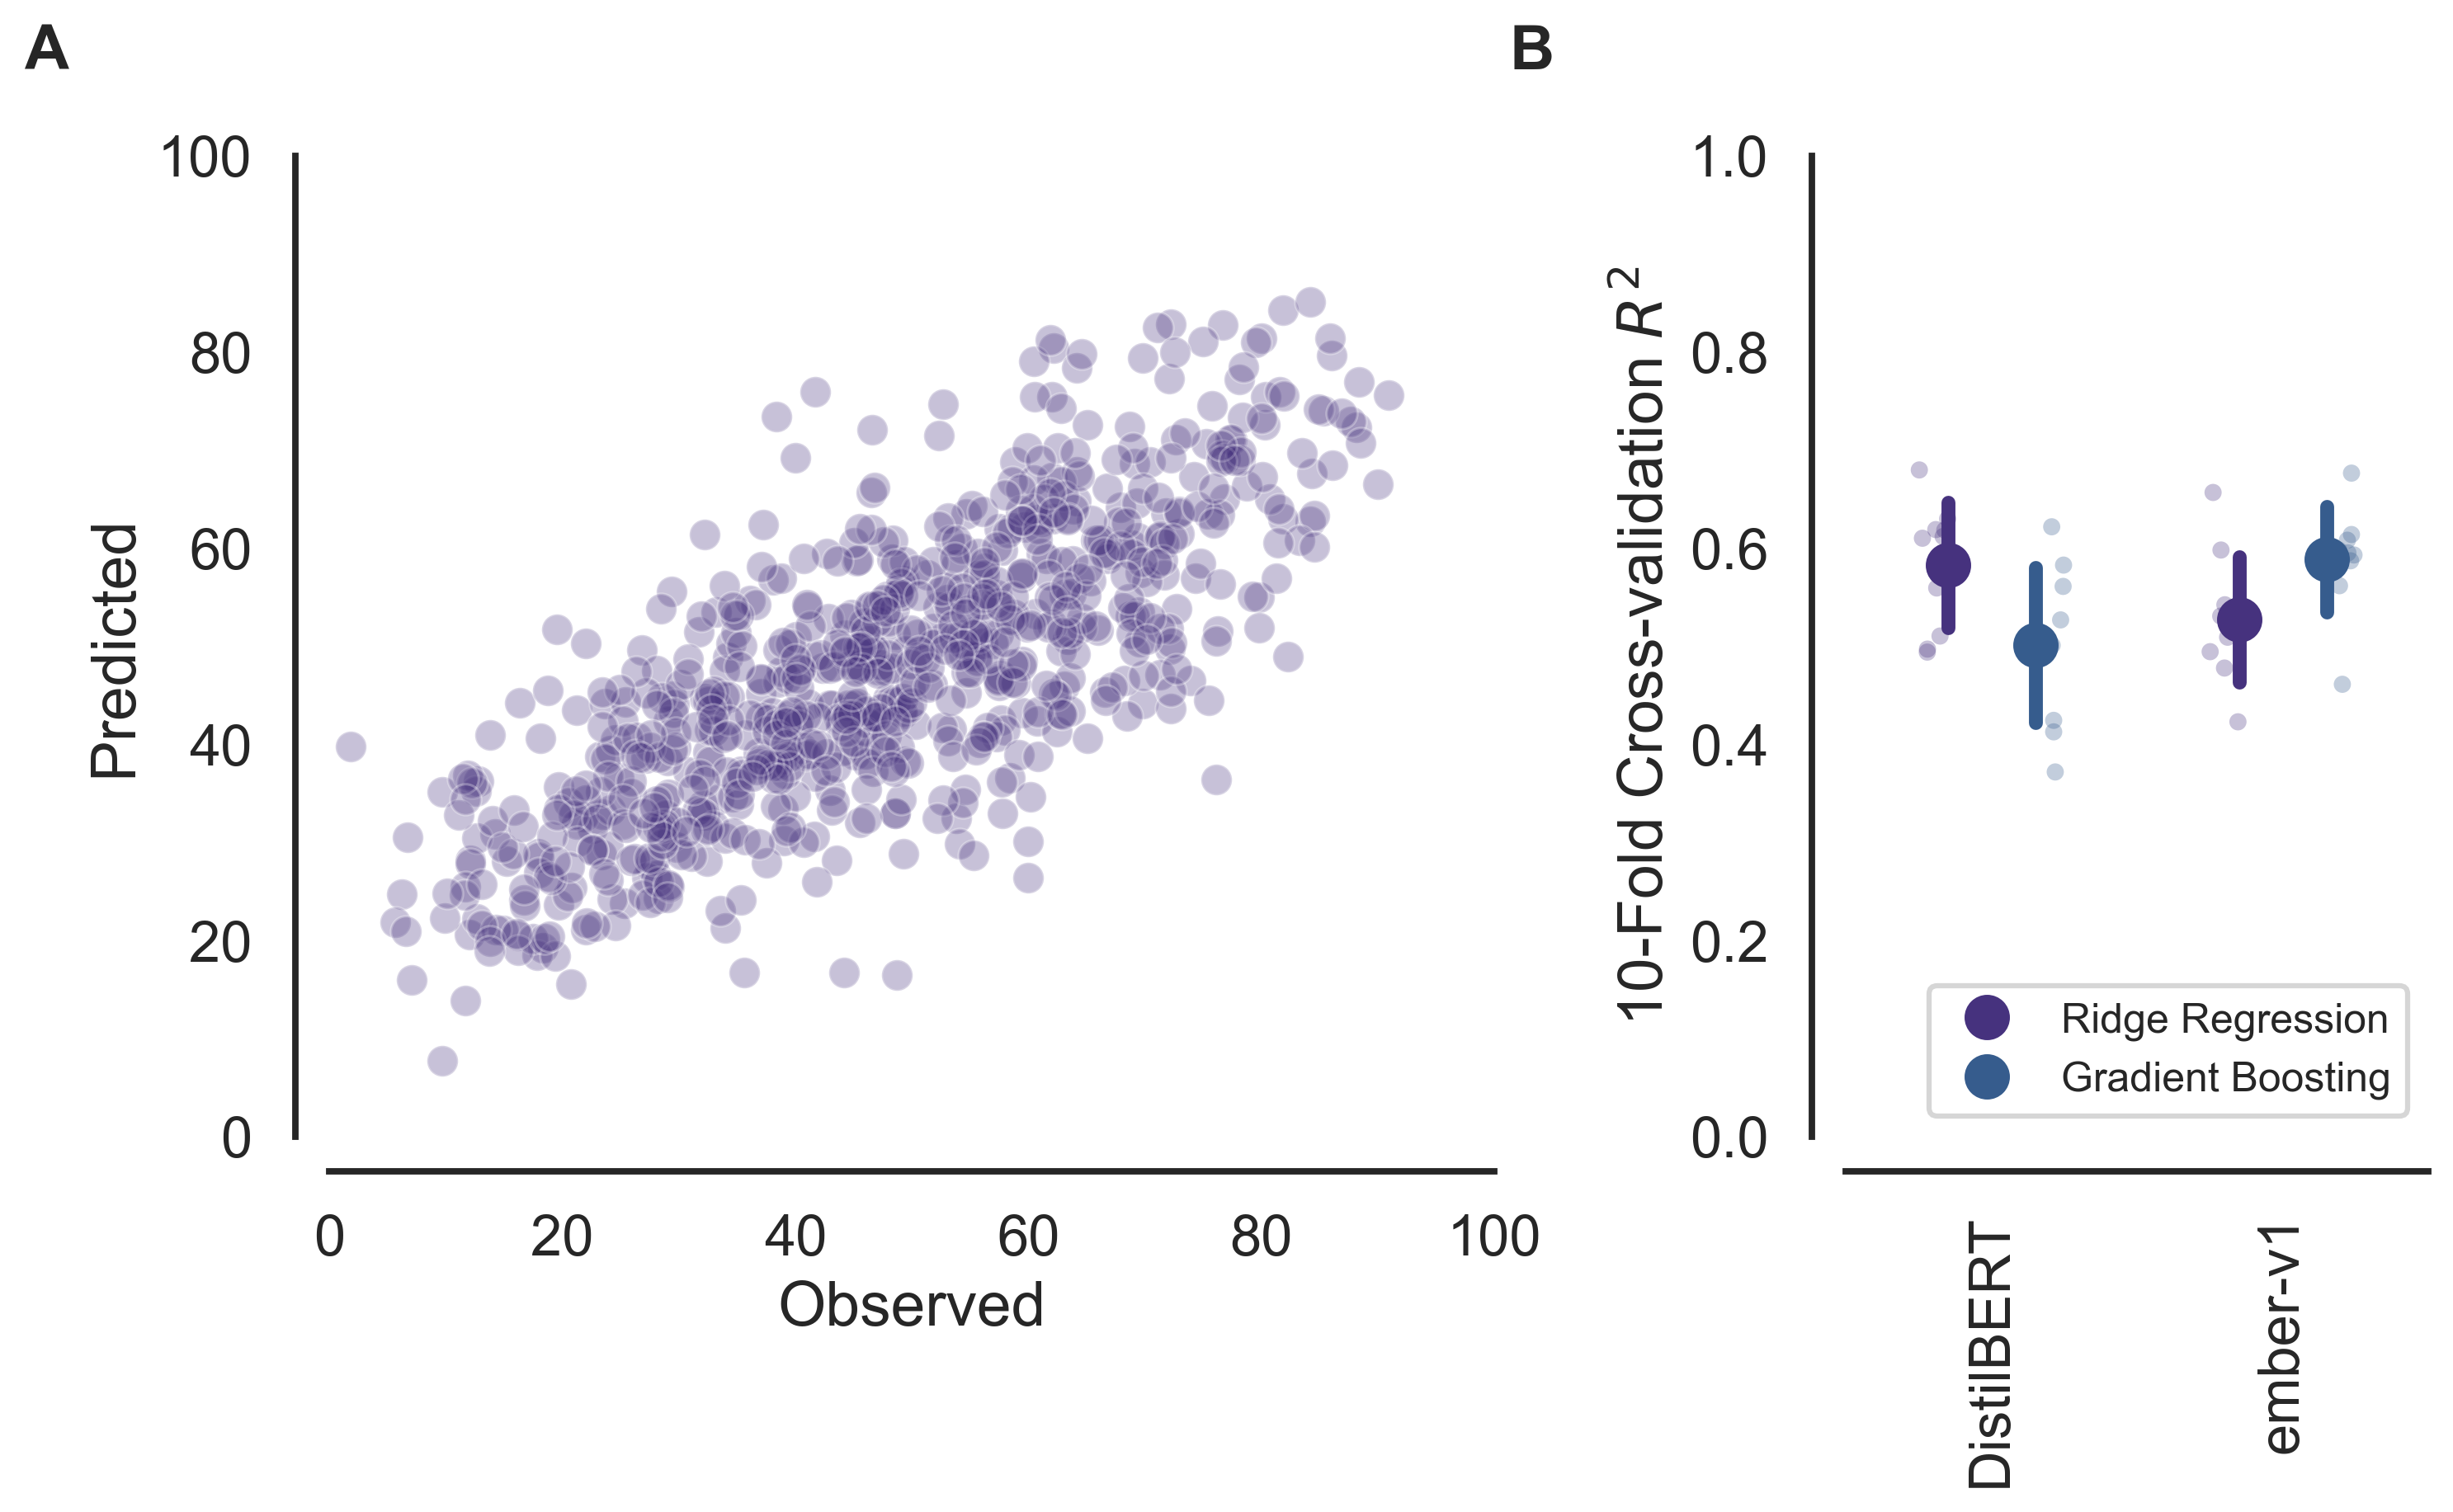 A
100
80
60
40
20
0
Predicted
0 20 40 60 80 100
Observed
B
1.0
0.8
0.6
0.4
0.2
0.0
10-Fold Cross-validation R²
Ridge Regression
Gradient Boosting
DistilBERT
ember-v1